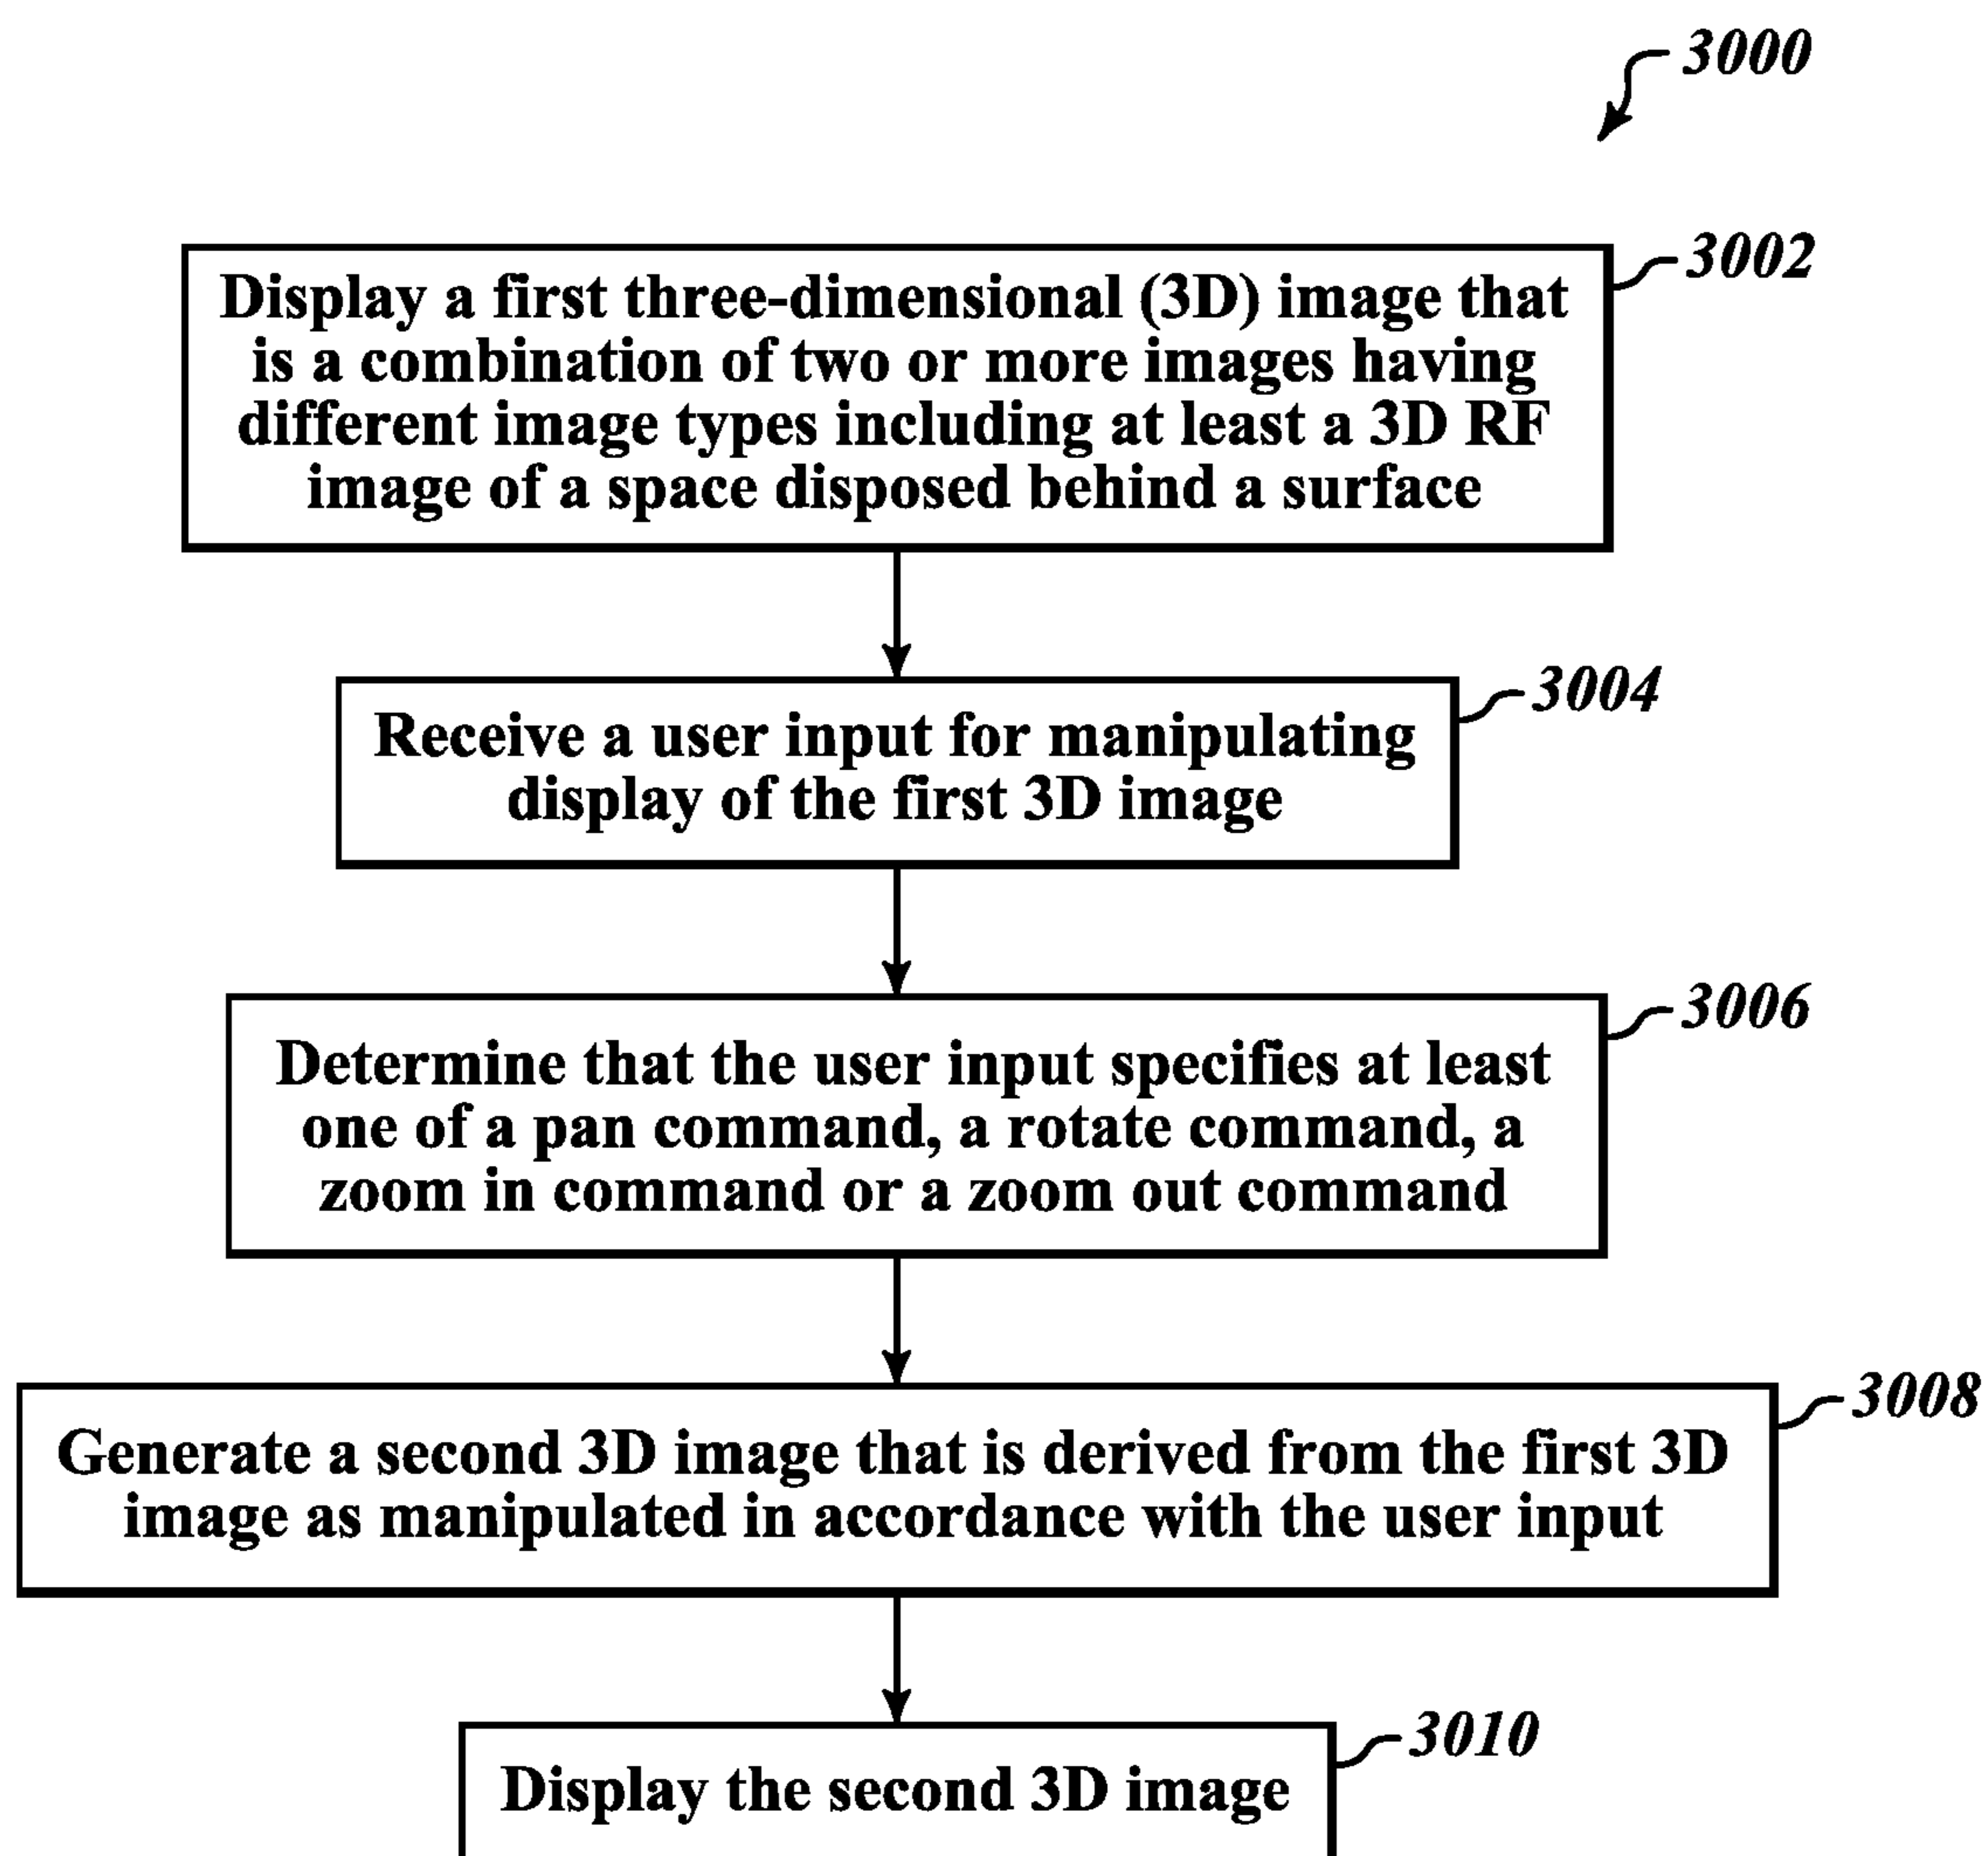 3000
3002
Display a first three-dimensional (3D) image that
is a combination of two or more images having
different image types including at least a 3D RF
image of a space disposed behind a surface
3004
Receive a user input for manipulating
display of the first 3D image
3006
Determine that the user input specifies at least
one of a pan command, a rotate command, a
zoom in command or a zoom out command
3008
Generate a second 3D image that is derived from the first 3D
image as manipulated in accordance with the user input
3010
Display the second 3D image